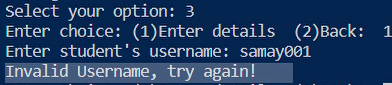 Select your option: 3
Enter choice: (1)Enter details  (2)Back:  1
Enter student's username: samay001
Invalid Username, try again!